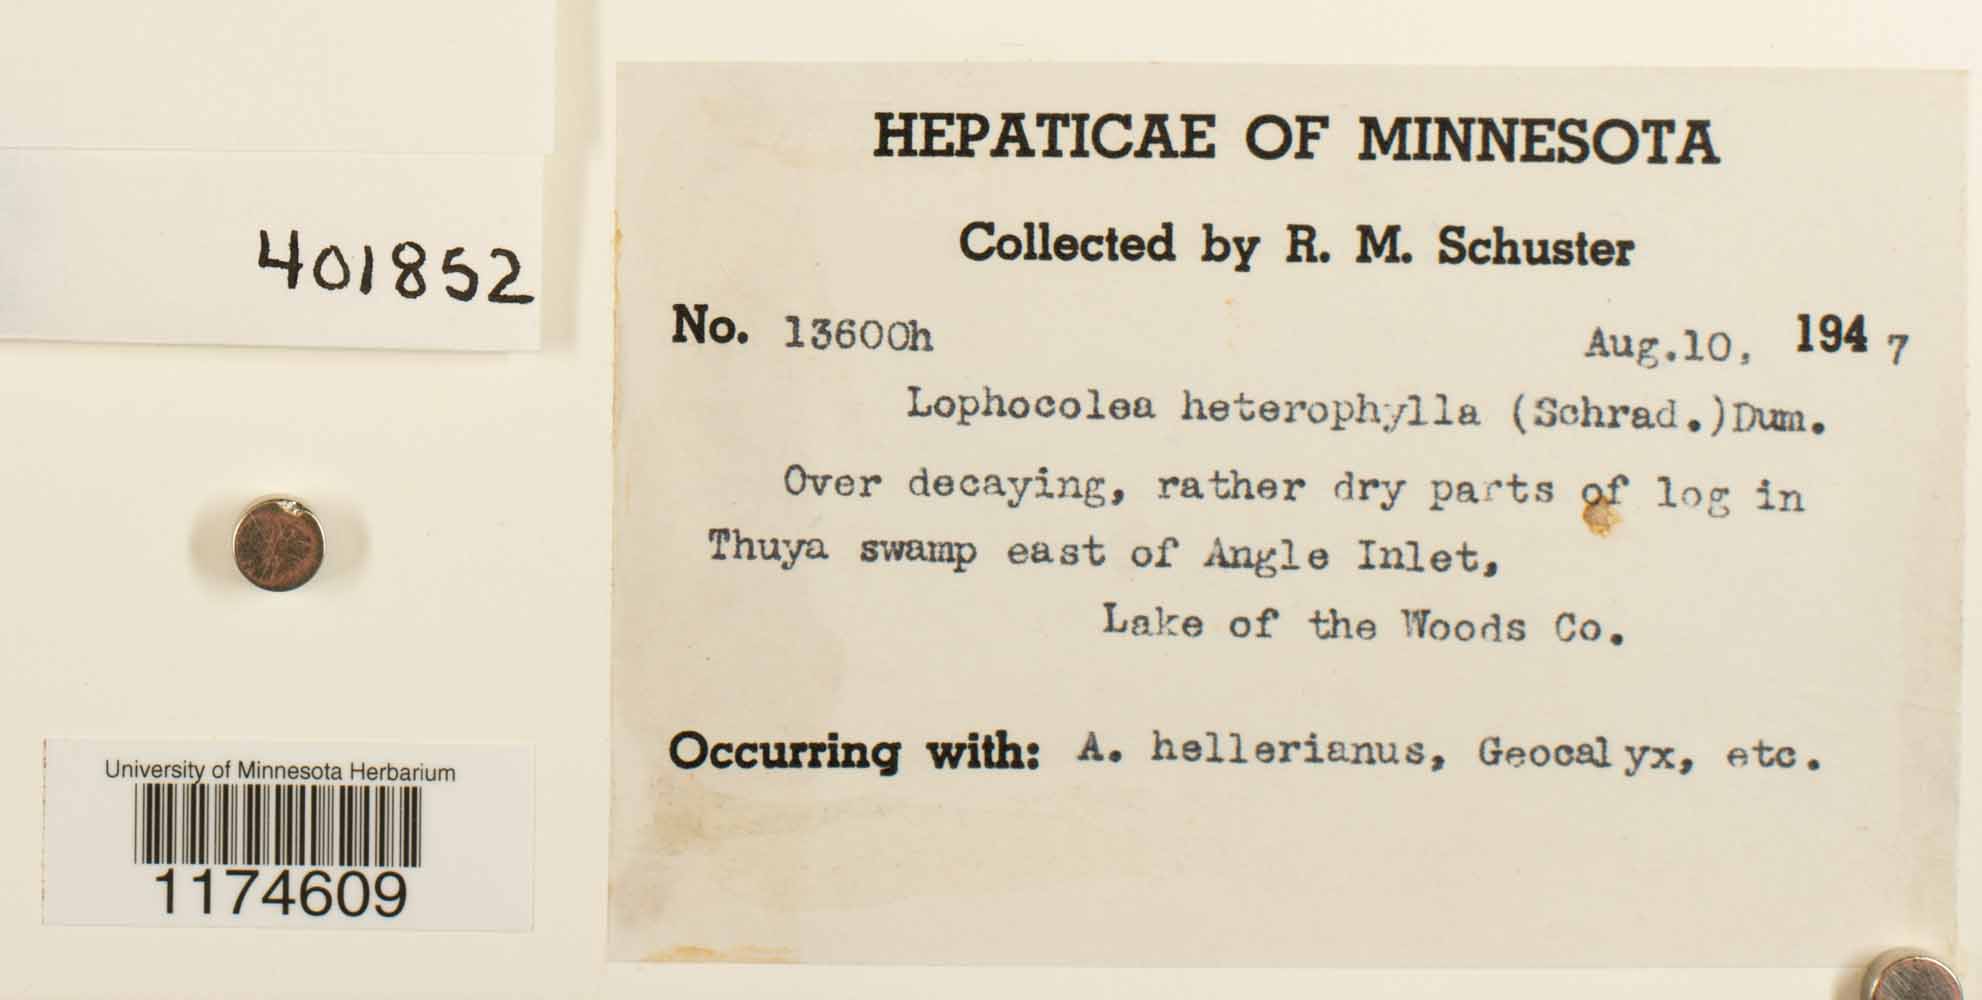 401852
University of Minnesota Herbarium
1174609
HEPATICAE OF MINNESOTA
Collected by R. M. Schuster
No. 13600h Aug.10, 1947
Lophocolea heterophylla (Schrad.)Dum.
Over decaying, rather dry parts of log in
Thuya swamp east of Angle Inlet,
Lake of the Woods Co.
Occurring with: A. hellerianus, Geocalyx, etc.